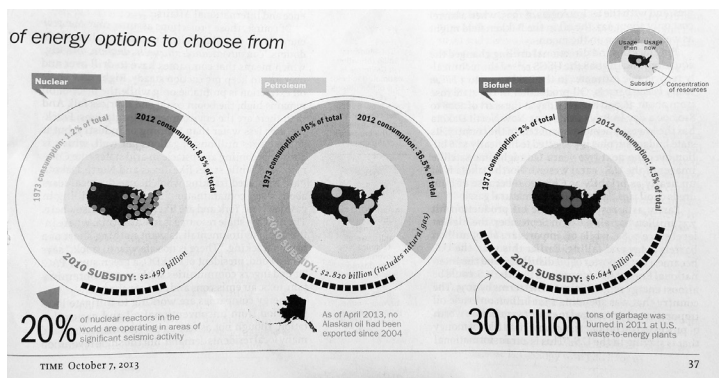 of energy options to choose from
Usage then
Usage now
Subsidy
Concentration of resources
Nuclear
1973 consumption: 1.2% of total
2012 consumption: 8.5% of total
2010 SUBSIDY: $2.499 billion
20%
of nuclear reactors in the
world are operating in areas of
significant seismic activity
Petroleum
1973 consumption: 46% of total
2012 consumption: 36.5% of total
2010 SUBSIDY: $2.820 billion (includes natural gas)
As of April 2013, no
Alaskan oil had been
exported since 2004
Biofuel
1973 consumption: 2% of total
2012 consumption: 4.5% of total
2010 SUBSIDY: $6.644 billion
30 million
tons of garbage was
burned in 2011 at U.S.
waste-to-energy plants
TIME October 7, 2013
37